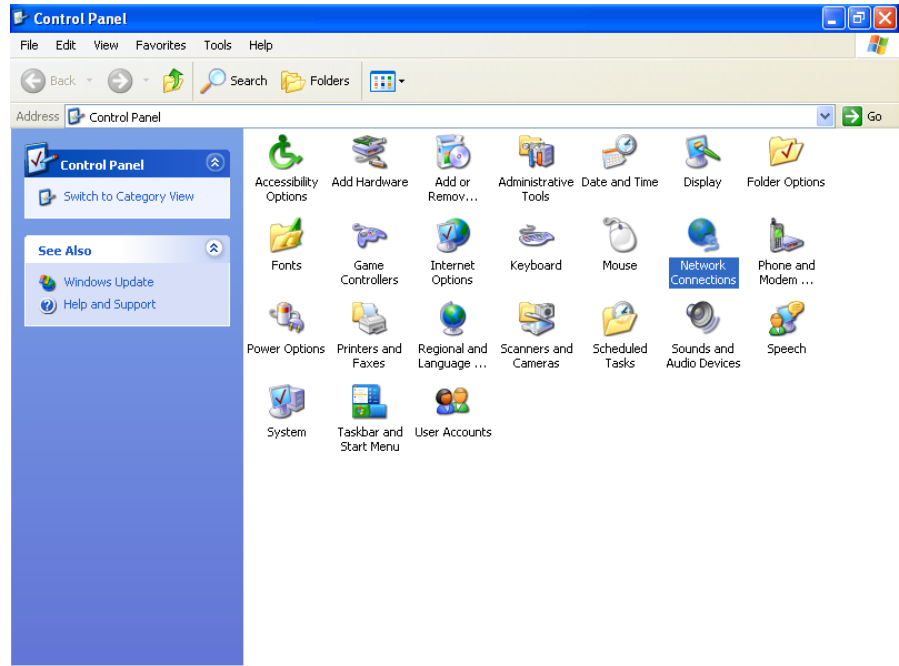 Control Panel
File Edit View Favorites Tools Help
Back Search Folders
Address Control Panel Go
Control Panel
Switch to Category View
See Also
Windows Update
Help and Support
Accessibility Options
Add Hardware
Add or Remov...
Administrative Tools
Date and Time
Display
Folder Options
Fonts
Game Controllers
Internet Options
Keyboard
Mouse
Network Connections
Phone and Modem ...
Power Options
Printers and Faxes
Regional and Language ...
Scanners and Cameras
Scheduled Tasks
Sounds and Audio Devices
Speech
System
Taskbar and Start Menu
User Accounts